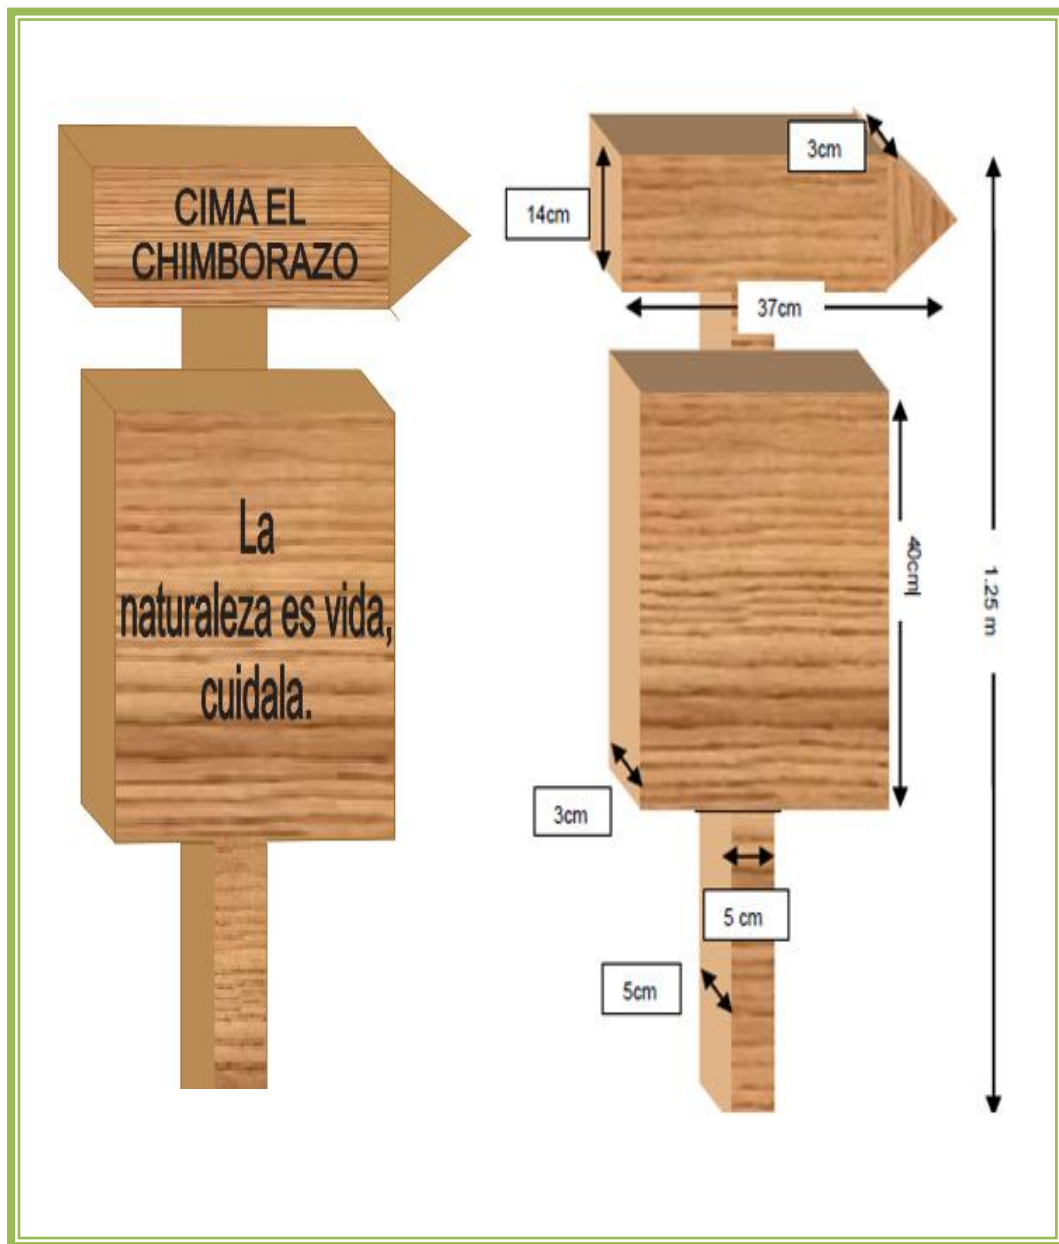 CIMA EL
CHIMBORAZO
La
naturaleza es vida,
cuidala.
3cm
14cm
37cm
40cm
1.25 m
3cm
5 cm
5cm